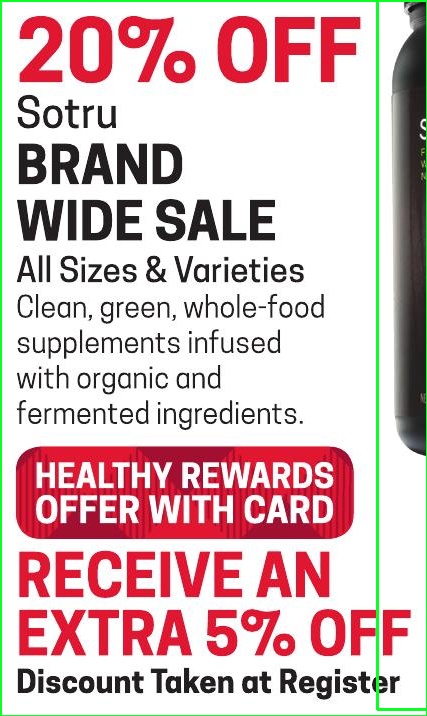 20% OFF
Sotru
BRAND
WIDE SALE
All Sizes & Varieties
Clean, green, whole-food
supplements infused
with organic and
fermented ingredients.
HEALTHY REWARDS
OFFER WITH CARD
RECEIVE AN
EXTRA 5% OFF
Discount Taken at Register